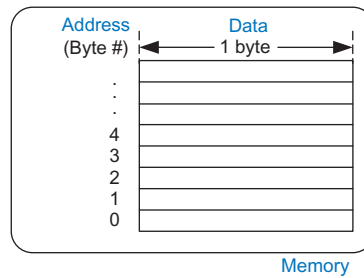 Address Data
(Byte #) 1 byte
.
.
.
4
3
2
1
0
Memory